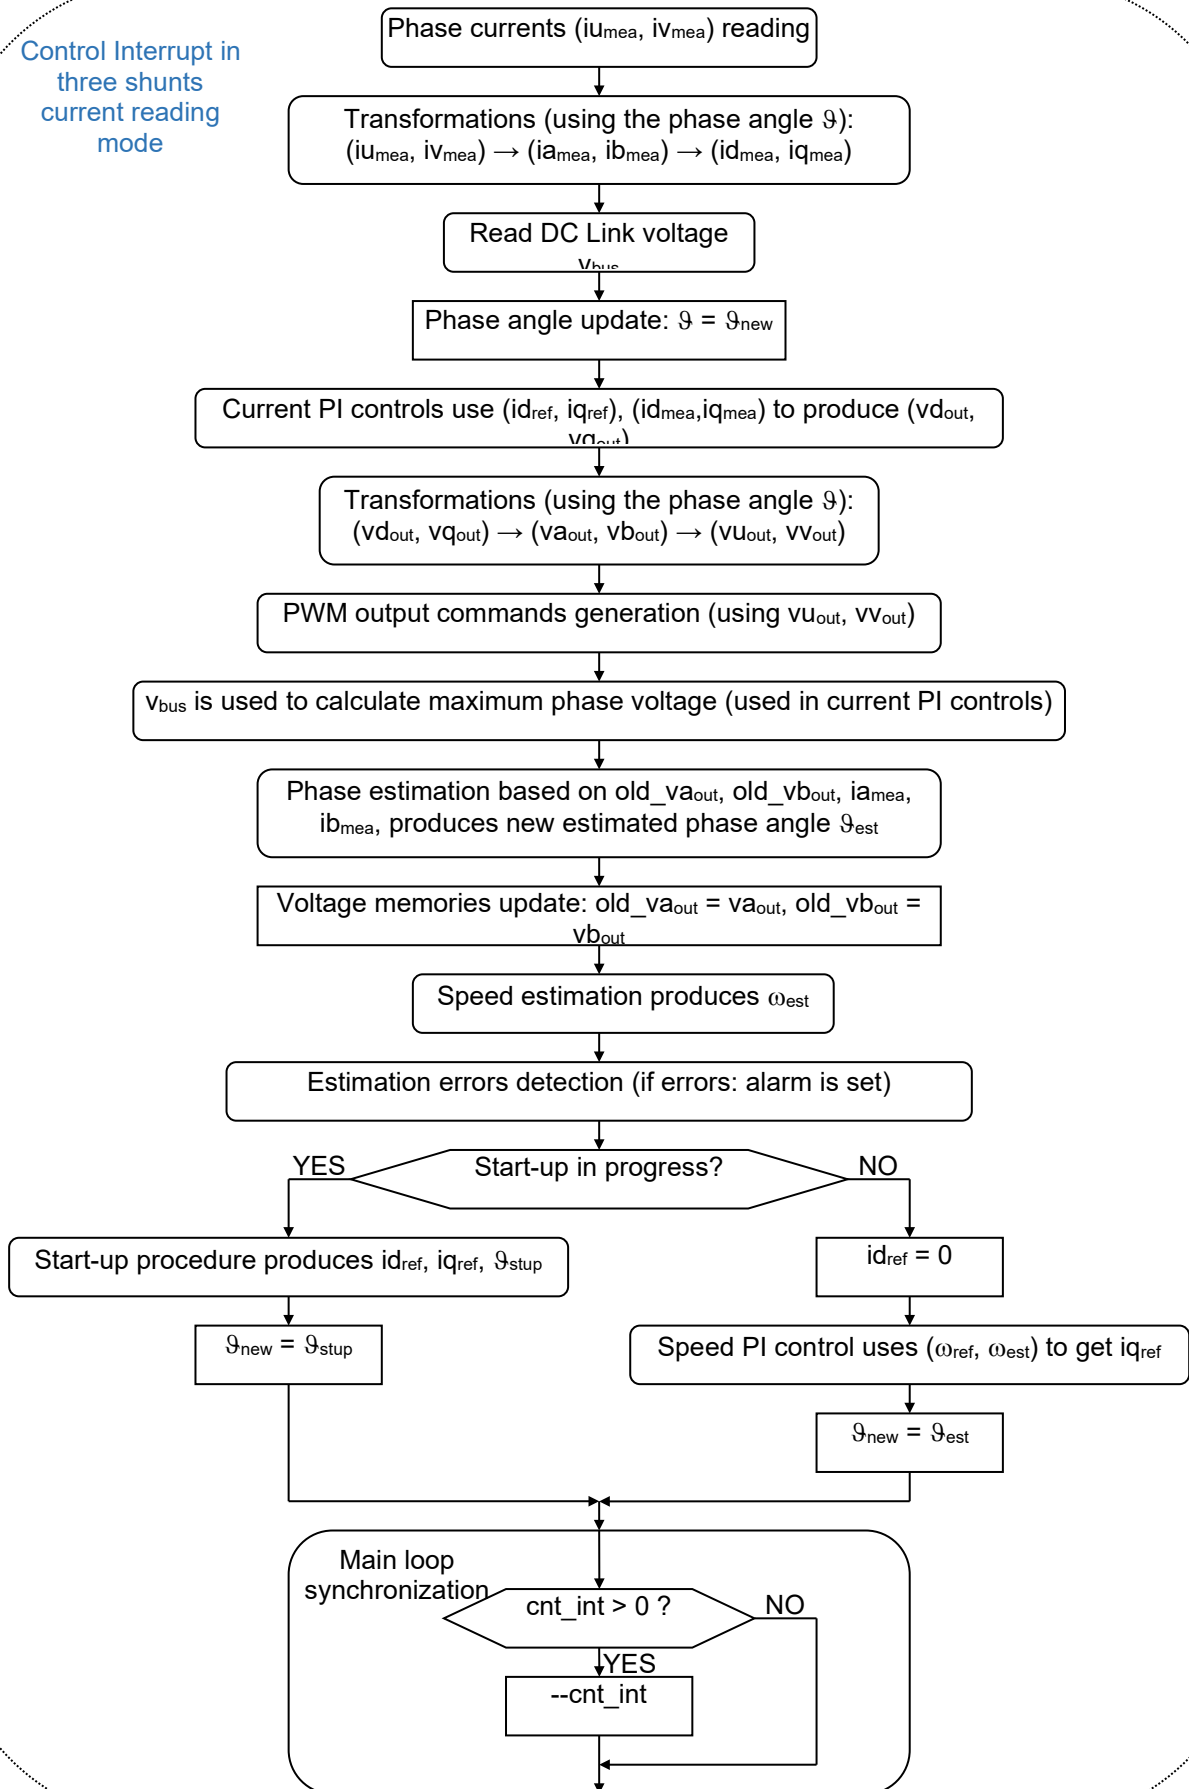 Control Interrupt in
three shunts
current reading
mode
Phase currents (iumea, ivmea) reading
Transformations (using the phase angle ϑ):
(iumea, ivmea) → (iamea, ibmea) → (idmea, iqmea)
Read DC Link voltage
vbus
Phase angle update: ϑ = ϑnew
Current PI controls use (idref, iqref), (idmea,iqmea) to produce (vdout,
vqout)
Transformations (using the phase angle ϑ):
(vdout, vqout) → (vaout, vbout) → (vuout, vvout)
PWM output commands generation (using vuout, vvout)
vbus is used to calculate maximum phase voltage (used in current PI controls)
Phase estimation based on old_vaout, old_vbout, iamea,
ibmea, produces new estimated phase angle ϑest
Voltage memories update: old_vaout = vaout, old_vbout =
vbout
Speed estimation produces ωest
Estimation errors detection (if errors: alarm is set)
Start-up in progress?
YES
NO
Start-up procedure produces idref, iqref, ϑstup
idref = 0
ϑnew = ϑstup
Speed PI control uses (ωref, ωest) to get iqref
ϑnew = ϑest
Main loop
synchronization
cnt_int > 0 ?
NO
YES
--cnt_int